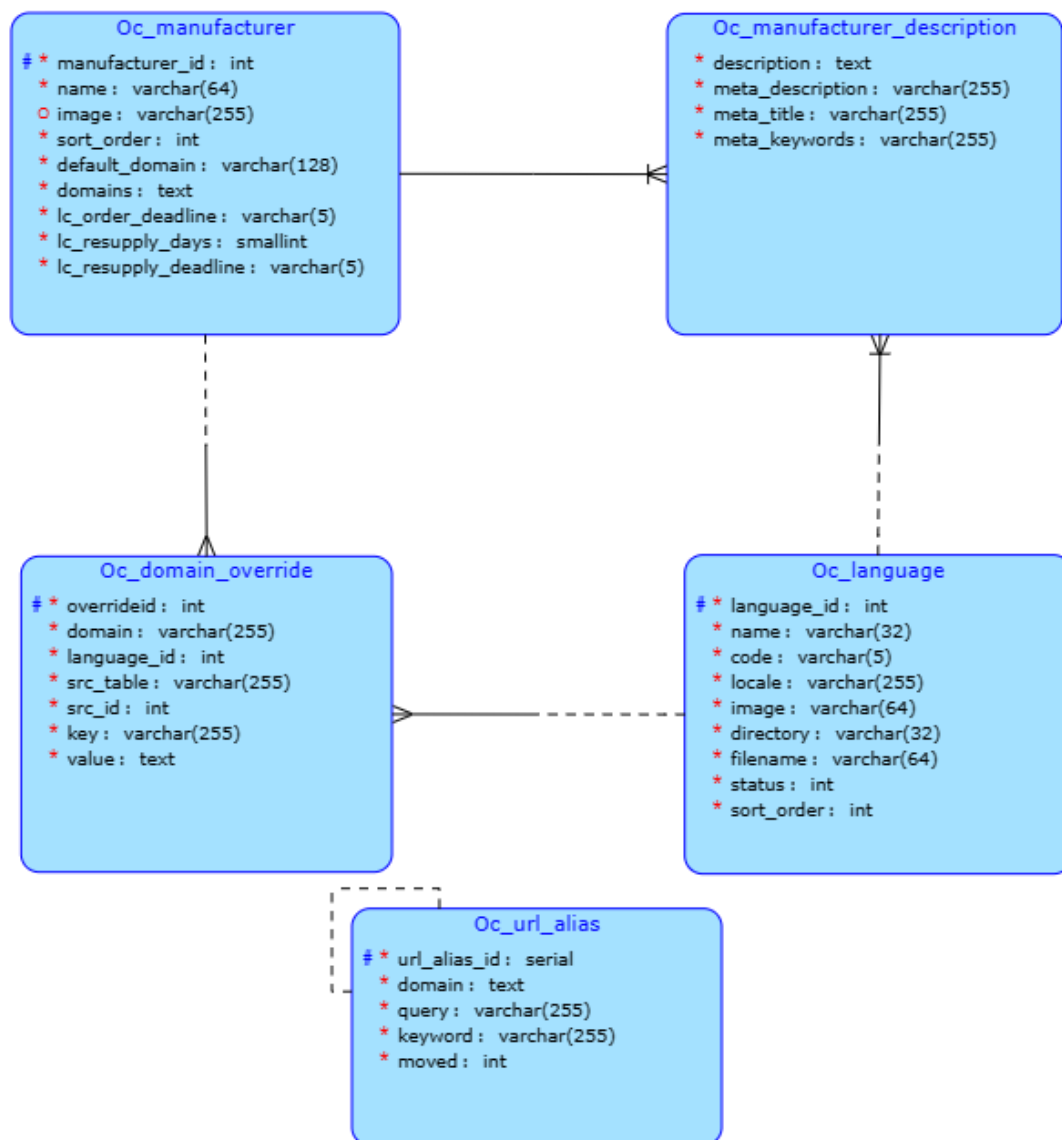 Oc_manufacturer
# * manufacturer_id : int
* name : varchar(64)
o image : varchar(255)
* sort_order : int
* default_domain : varchar(128)
* domains : text
* lc_order_deadline : varchar(5)
* lc_resupply_days : smallint
* lc_resupply_deadline : varchar(5)
Oc_manufacturer_description
* description : text
* meta_description : varchar(255)
* meta_title : varchar(255)
* meta_keywords : varchar(255)
Oc_domain_override
# * overrideid : int
* domain : varchar(255)
* language_id : int
* src_table : varchar(255)
* src_id : int
* key : varchar(255)
* value : text
Oc_language
# * language_id : int
* name : varchar(32)
* code : varchar(5)
* locale : varchar(255)
* image : varchar(64)
* directory : varchar(32)
* filename : varchar(64)
* status : int
* sort_order : int
Oc_url_alias
# * url_alias_id : serial
* domain : text
* query : varchar(255)
* keyword : varchar(255)
* moved : int